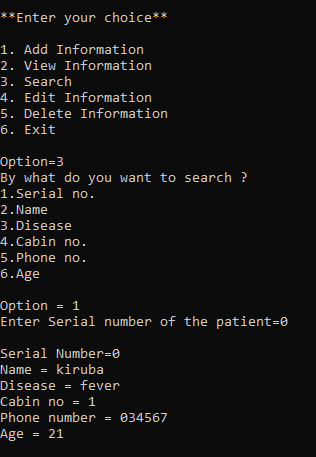 **Enter your choice**
1. Add Information
2. View Information
3. Search
4. Edit Information
5. Delete Information
6. Exit
Option=3
By what do you want to search ?
1.Serial no.
2.Name
3.Disease
4.Cabin no.
5.Phone no.
6.Age
Option = 1
Enter Serial number of the patient=0
Serial Number=0
Name = kiruba
Disease = fever
Cabin no = 1
Phone number = 034567
Age = 21